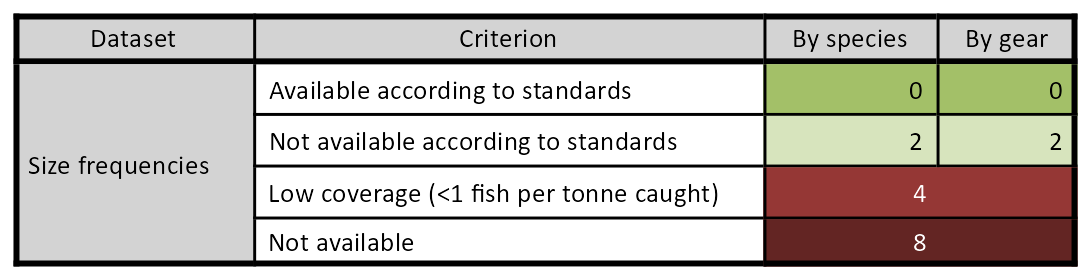 Dataset Criterion By species By gear
Available according to standards 0 0
Not available according to standards 2 2
Size frequencies
Low coverage (<1 fish per tonne caught) 4
Not available 8